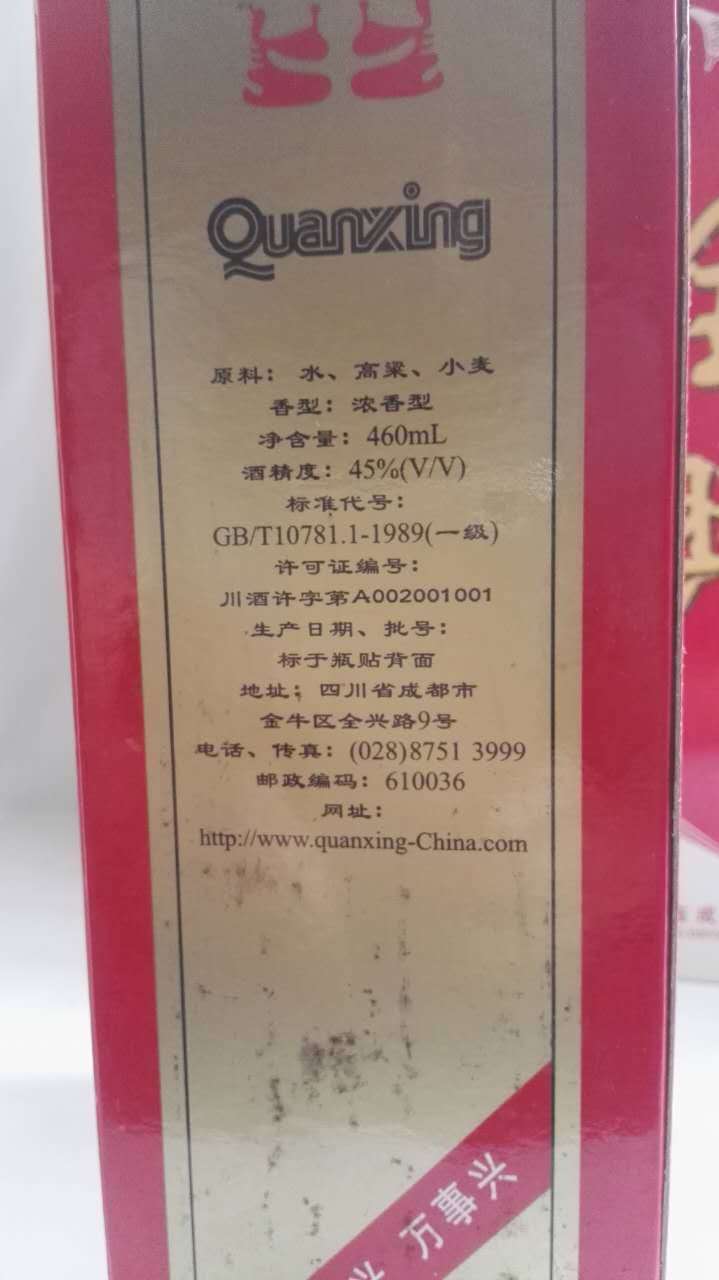 Quanxing
原料：水、高粱、小麦
香型：浓香型
净含量：460mL
酒精度：45%(V/V)
标准代号：
GB/T10781.1-1989(一级)
许可证编号：
川酒许字第A002001001
生产日期、批号：
标于瓶贴背面
地址：四川省成都市
金牛区全兴路9号
电话、传真：(028)8751 3999
邮政编码：610036
网址：
http://www.quanxing-China.com
兴 万事兴